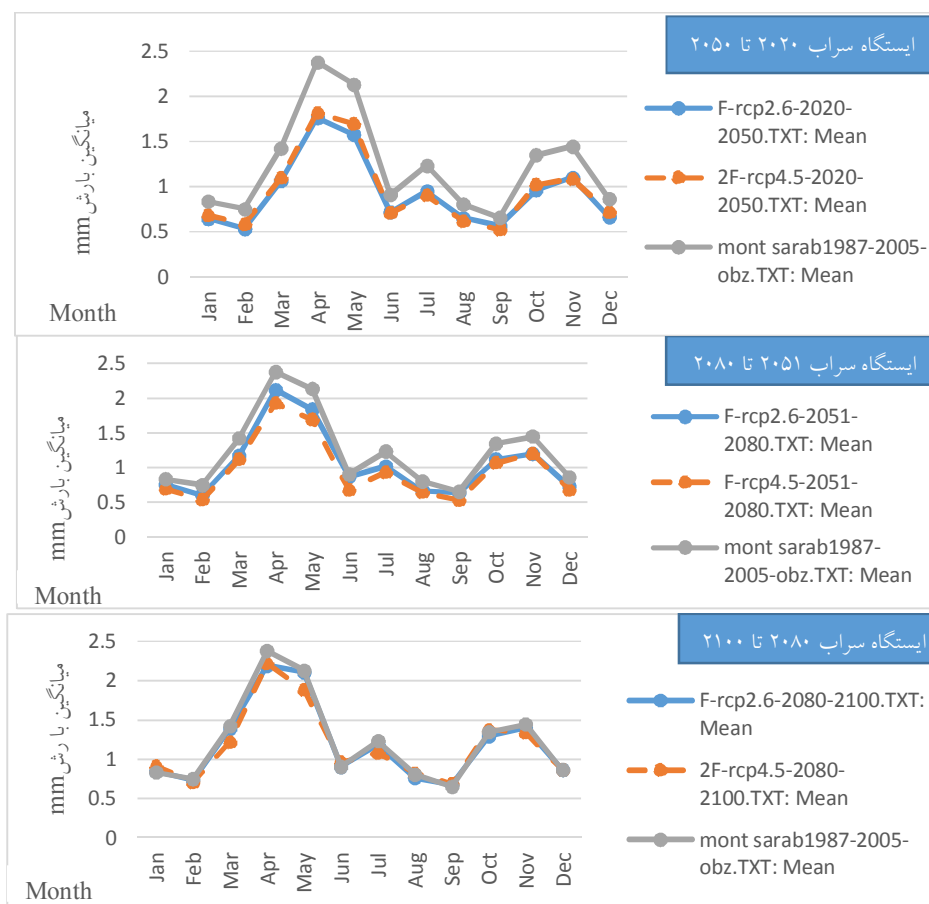 ایستگاه سراب ۲۰۲۰ تا ۲۰۵۰
2.5
2
1.5
1
0.5
0
میانگین بارش mm
Jan
Feb
Mar
Apr
May
Jun
Jul
Aug
Sep
Oct
Nov
Dec
Month
F-rcp2.6-2020-
2050.TXT: Mean
2F-rcp4.5-2020-
2050.TXT: Mean
mont sarab1987-2005-
obz.TXT: Mean
ایستگاه سراب ۲۰۵۱ تا ۲۰۸۰
2.5
2
1.5
1
0.5
0
میانگین بارش mm
Jan
Feb
Mar
Apr
May
Jun
Jul
Aug
Sep
Oct
Nov
Dec
Month
F-rcp2.6-2051-
2080.TXT: Mean
F-rcp4.5-2051-
2080.TXT: Mean
mont sarab1987-
2005-obz.TXT: Mean
ایستگاه سراب ۲۰۸۰ تا ۲۱۰۰
2.5
2
1.5
1
0.5
0
میانگین با رش mm
Jan
Feb
Mar
Apr
May
Jun
Jul
Aug
Sep
Oct
Nov
Dec
Month
F-rcp2.6-2080-2100.TXT:
Mean
2F-rcp4.5-2080-
2100.TXT: Mean
mont sarab1987-2005-
obz.TXT: Mean